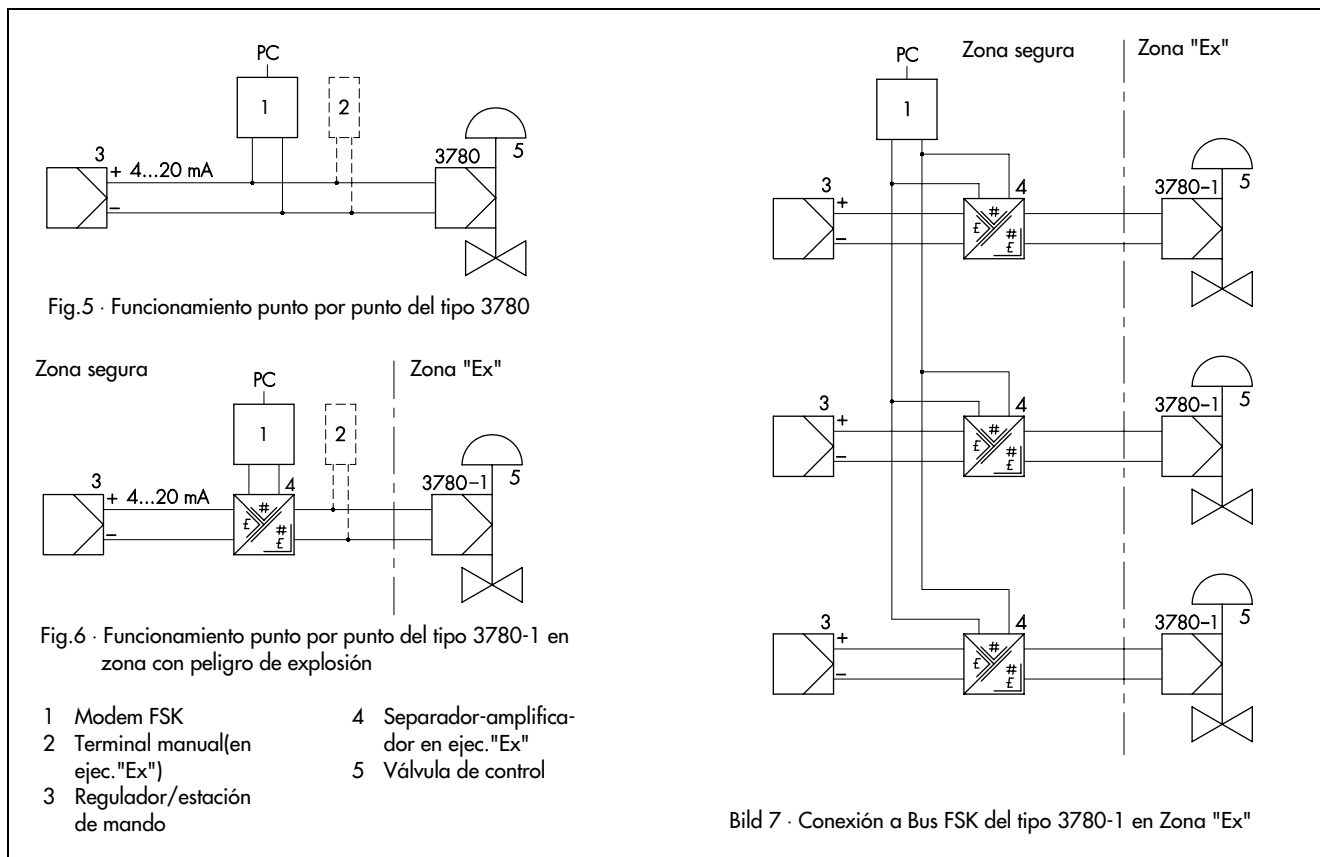 PC
1
2
3
+ 4...20 mA
−
3780
5
Fig.5 · Funcionamiento punto por punto del tipo 3780
Zona segura
Zona "Ex"
PC
1
2
3
+ 4...20 mA
−
4
#
£
#
£
3780–1
5
Fig.6 · Funcionamiento punto por punto del tipo 3780-1 en
zona con peligro de explosión
1 Modem FSK
2 Terminal manual(en
ejec."Ex")
3 Regulador/estación
de mando
4 Separador-amplifica-
dor en ejec."Ex"
5 Válvula de control
Zona segura
Zona "Ex"
PC
1
3
+
−
4
#
£
#
£
3780–1
5
3
+
−
4
#
£
#
£
3780–1
5
3
+
−
4
#
£
#
£
3780–1
5
Bild 7 · Conexión a Bus FSK del tipo 3780-1 en Zona "Ex"